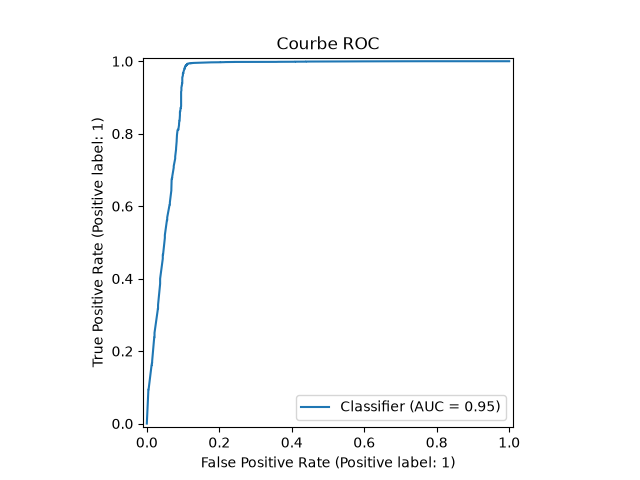 Courbe ROC
True Positive Rate (Positive label: 1)
1.0
0.8
0.6
0.4
0.2
0.0
Classifier (AUC = 0.95)
0.0 0.2 0.4 0.6 0.8 1.0
False Positive Rate (Positive label: 1)